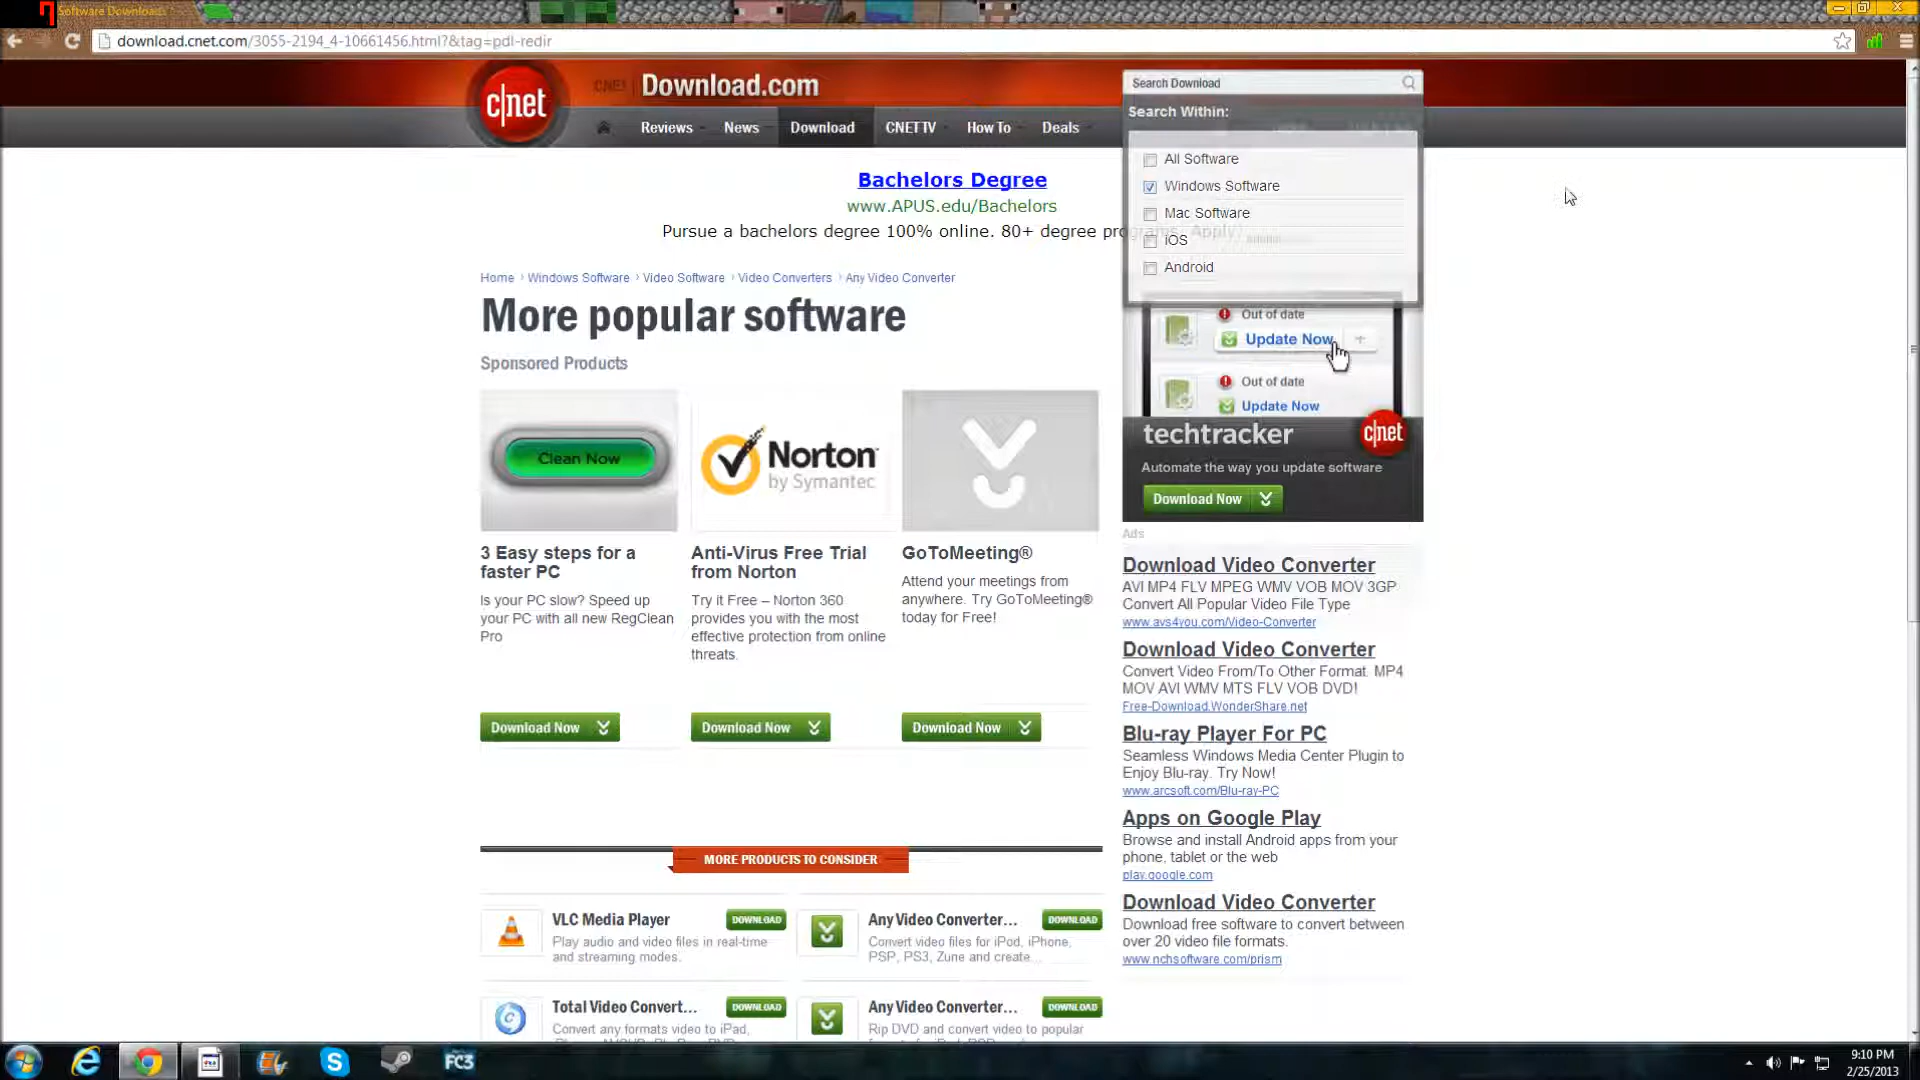 Software Download
download.cnet.com/3055-2194_4-10661456.html?&tag=pdl-redir
c|net
CNET
Download.com
Search Download
Reviews
News
Download
CNET TV
How To
Deals
Search Within:
All Software
Windows Software
Mac Software
iOS
Android
Bachelors Degree
www.APUS.edu/Bachelors
Pursue a bachelors degree 100% online. 80+ degree programs. Apply
Home › Windows Software › Video Software › Video Converters › Any Video Converter
More popular software
Sponsored Products
Clean Now
3 Easy steps for a
faster PC
Is your PC slow? Speed up
your PC with all new RegClean
Pro
Download Now
Norton
by Symantec
Anti-Virus Free Trial
from Norton
Try it Free – Norton 360
provides you with the most
effective protection from online
threats.
Download Now
GoToMeeting®
Attend your meetings from
anywhere. Try GoToMeeting®
today for Free!
Download Now
Out of date
Update Now
Out of date
Update Now
techtracker
c|net
Automate the way you update software
Download Now
Ads
Download Video Converter
AVI MP4 FLV MPEG WMV VOB MOV 3GP
Convert All Popular Video File Type
www.avs4you.com/Video-Converter
Download Video Converter
Convert Video From/To Other Format. MP4
MOV AVI WMV MTS FLV VOB DVD!
Free-Download.WonderShare.net
Blu-ray Player For PC
Seamless Windows Media Center Plugin to
Enjoy Blu-ray. Try Now!
www.arcsoft.com/Blu-ray-PC
Apps on Google Play
Browse and install Android apps from your
phone, tablet or the web
play.google.com
Download Video Converter
Download free software to convert between
over 20 video file formats.
www.nchsoftware.com/prism
MORE PRODUCTS TO CONSIDER
VLC Media Player
DOWNLOAD
Play audio and video files in real-time
and streaming modes.
Any Video Converter...
DOWNLOAD
Convert video files for iPod, iPhone,
PSP, PS3, Zune and create...
Total Video Convert...
DOWNLOAD
Convert any formats video to iPad,
Any Video Converter...
DOWNLOAD
Rip DVD and convert video to popular
FC3
9:10 PM
2/25/2013